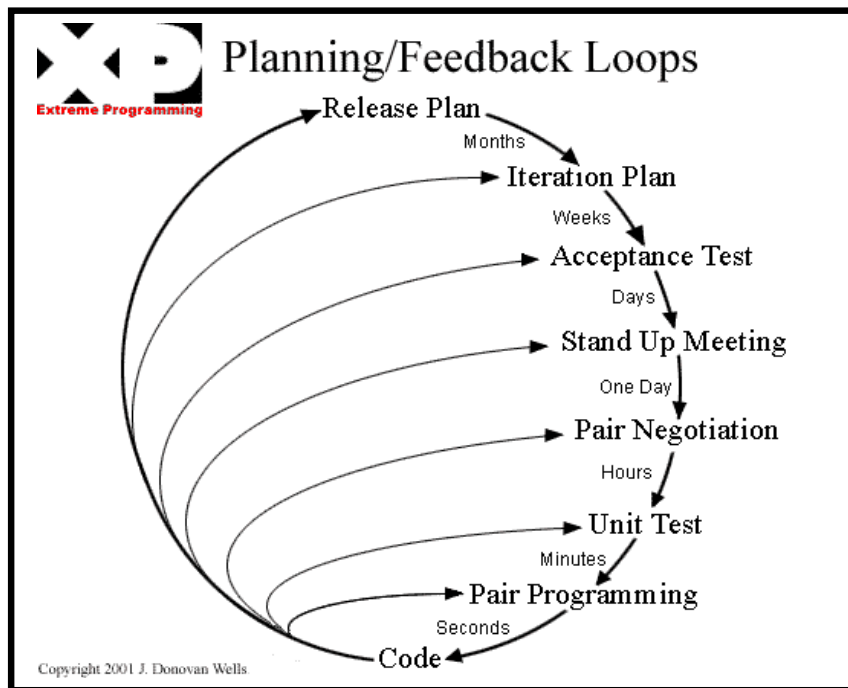 XP
Extreme Programming
Planning/Feedback Loops
Release Plan
Months
Iteration Plan
Weeks
Acceptance Test
Days
Stand Up Meeting
One Day
Pair Negotiation
Hours
Unit Test
Minutes
Pair Programming
Seconds
Code
Copyright 2001 J. Donovan Wells